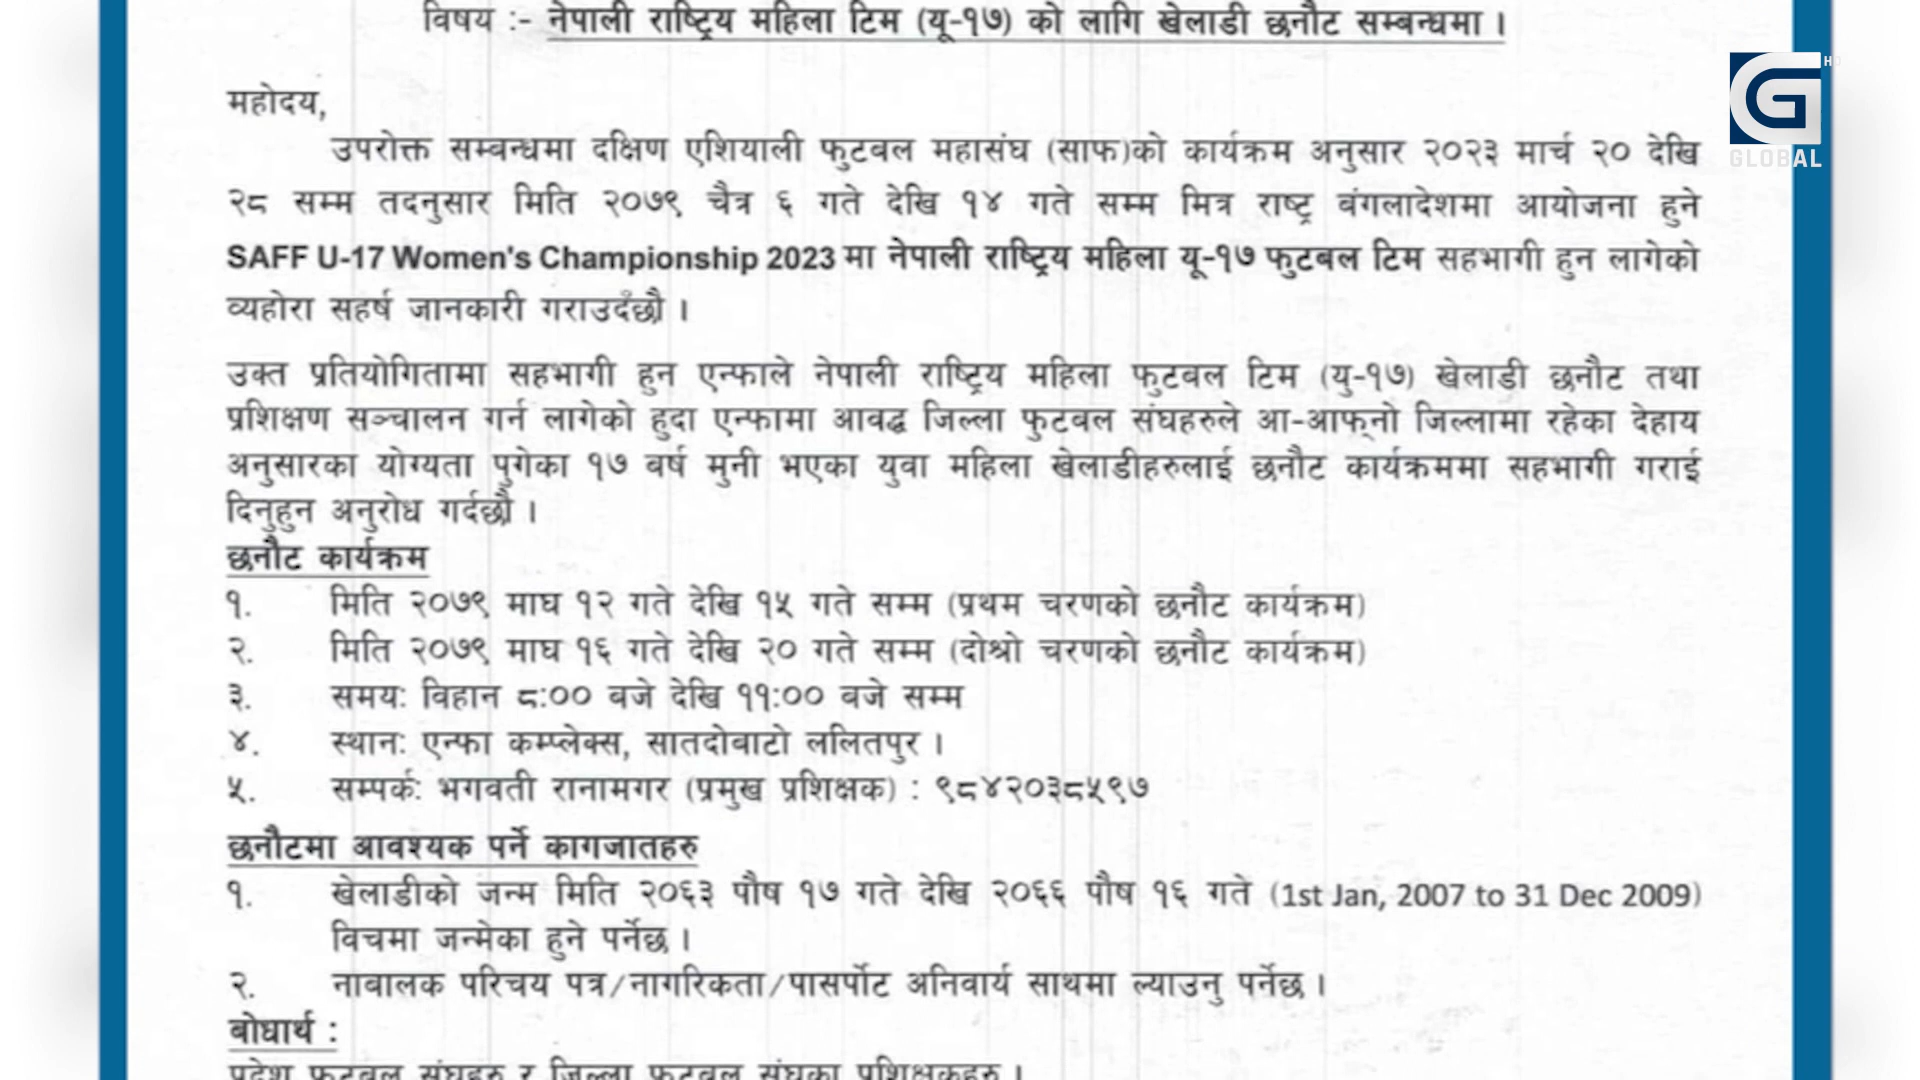 विषय :- नेपाली राष्ट्रिय महिला टिम (यू-१७) को लागि खेलाडी छनौट सम्बन्धमा ।
HD
GLOBAL
महोदय,
उपरोक्त सम्बन्धमा दक्षिण एशियाली फुटबल महासंघ (साफ)को कार्यक्रम अनुसार २०२३ मार्च २० देखि
२८ सम्म तदनुसार मिति २०७९ चैत्र ६ गते देखि १४ गते सम्म मित्र राष्ट्र बंगलादेशमा आयोजना हुने
SAFF U-17 Women's Championship 2023 मा नेपाली राष्ट्रिय महिला यू-१७ फुटबल टिम सहभागी हुन लागेको
व्यहोरा सहर्ष जानकारी गराउदँछौ ।
उक्त प्रतियोगितामा सहभागी हुन एन्फाले नेपाली राष्ट्रिय महिला फुटबल टिम (यु-१७) खेलाडी छनौट तथा
प्रशिक्षण सञ्चालन गर्न लागेको हुदा एन्फामा आवद्ध जिल्ला फुटवल संघहरुले आ-आफ्नो जिल्लामा रहेका देहाय
अनुसारका योग्यता पुगेका १७ बर्ष मुनी भएका युवा महिला खेलाडीहरुलाई छनौट कार्यक्रममा सहभागी गराई
दिनुहुन अनुरोध गर्दछौ ।
छनौट कार्यक्रम
१. मिति २०७९ माघ १२ गते देखि १५ गते सम्म (प्रथम चरणको छनौट कार्यक्रम)
२. मिति २०७९ माघ १६ गते देखि २० गते सम्म (दोश्रो चरणको छनौट कार्यक्रम)
३. समय: विहान ८:०० बजे देखि ११:०० बजे सम्म
४. स्थान: एन्फा कम्प्लेक्स, सातदोबाटो ललितपुर ।
५. सम्पर्क: भगवती रानामगर (प्रमुख प्रशिक्षक) : ९८४२०३८५९७
छनौटमा आवश्यक पर्ने कागजातहरु
१. खेलाडीको जन्म मिति २०६३ पौष १७ गते देखि २०६६ पौष १६ गते (1st Jan, 2007 to 31 Dec 2009)
विचमा जन्मेका हुने पर्नेछ ।
२. नाबालक परिचय पत्र/नागरिकता/पासर्पोट अनिवार्य साथमा ल्याउनु पर्नेछ ।
बोधार्थ :
प्रदेश फुटबल संघहरु र जिल्ला फुटबल संघका प्रशिक्षकहरु ।